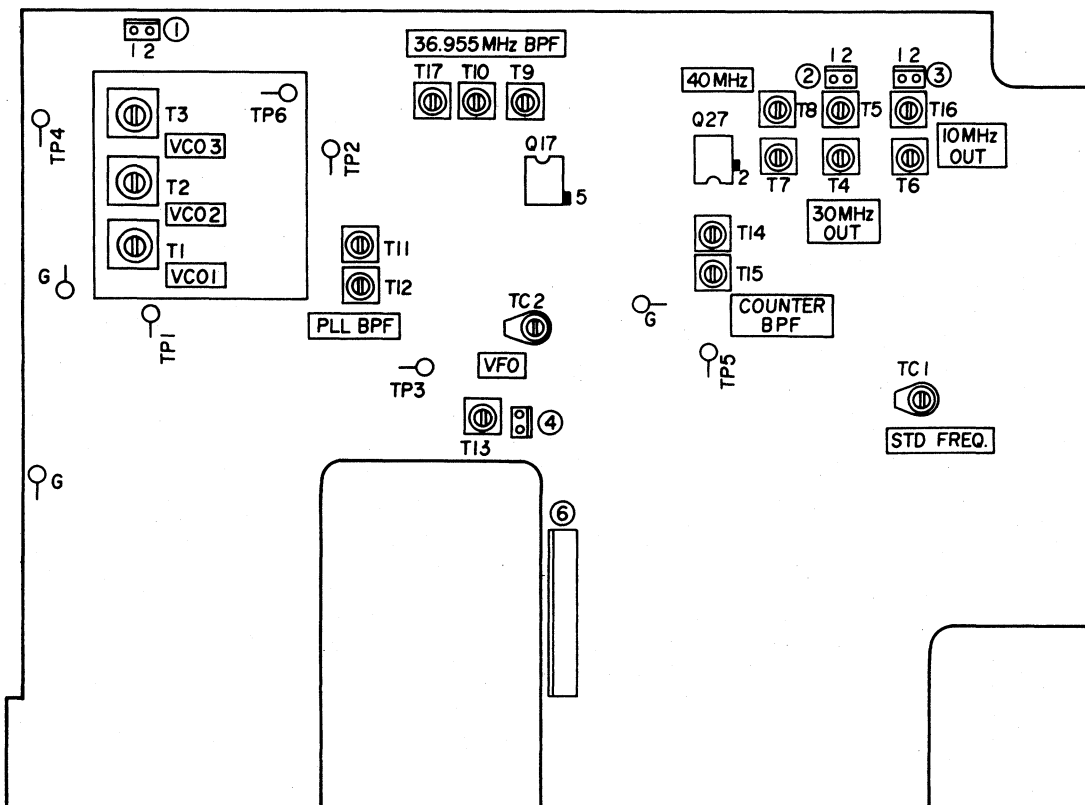 ①
1 2
36.955MHz BPF
T17 T10 T9
T3
VCO3
T2
VCO2
T1
VCO1
TP6
TP4
TP2
G
TP1
Q17
5
T11
T12
PLL BPF
TC2
VFO
TP3
T13
④
G
⑥
40MHz
② 1 2
1 2 ③
T8 T5 T16
10MHz
OUT
Q27
2
T7 T4 T6
30MHz
OUT
T14
T15
COUNTER
BPF
G
TP5
TC1
STD FREQ.